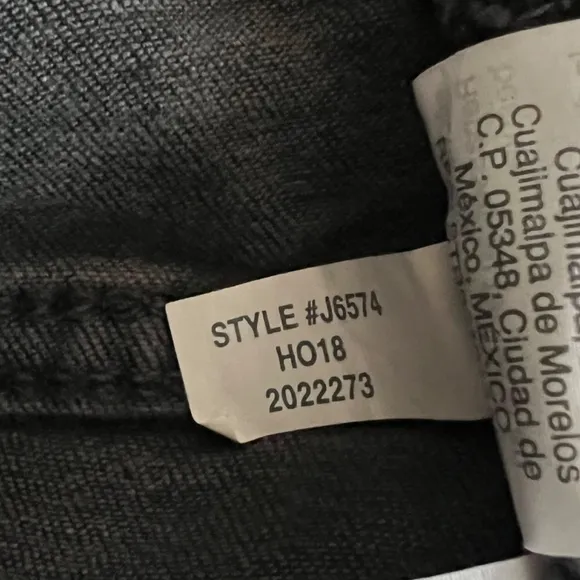 STYLE #J6574
HO18
2022273
Cuajimalpa de Morelos
C.P. 05348, Ciudad de
México, MÉXICO